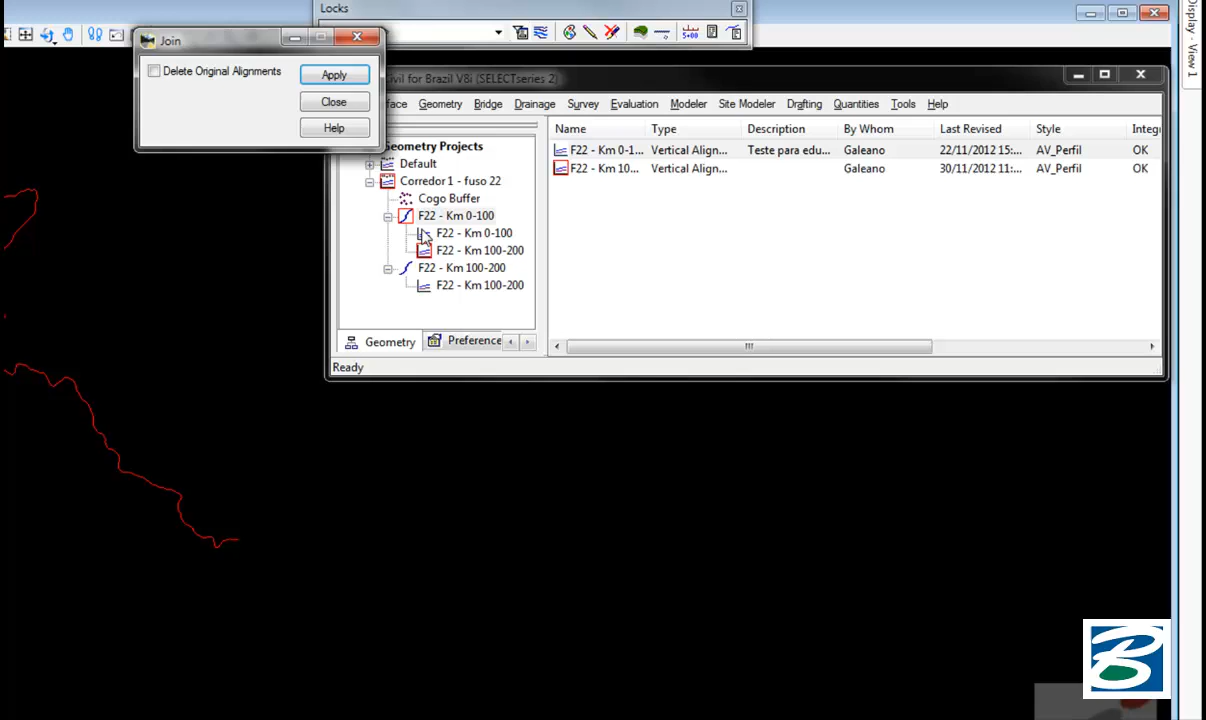 Locks
Display - View 1
Join
Delete Original Alignments
Apply
Close
Help
Civil for Brazil V8i (SELECTseries 2)
Geometry Bridge Drainage Survey Evaluation Modeler Site Modeler Drafting Quantities Tools Help
Geometry Projects
Default
Corredor 1 - fuso 22
Cogo Buffer
F22 - Km 0-100
F22 - Km 0-100
F22 - Km 100-200
F22 - Km 100-200
F22 - Km 100-200
Geometry Preference
Name Type Description By Whom Last Revised Style Integ
F22 - Km 0-1... Vertical Align... Teste para edu... Galeano 22/11/2012 15:... AV_Perfil OK
F22 - Km 10... Vertical Align... Galeano 30/11/2012 11:... AV_Perfil OK
Ready